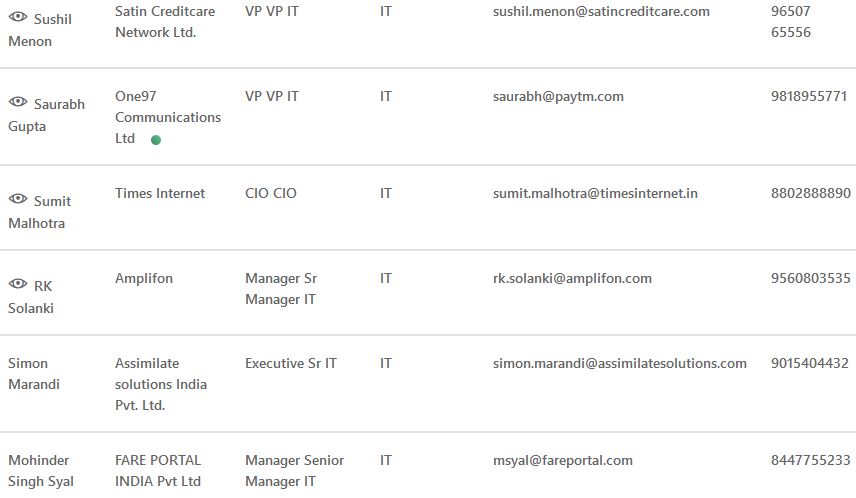 Sushil Menon Satin Creditcare Network Ltd. VP VP IT IT sushil.menon@satincreditcare.com 96507 65556
Saurabh Gupta One97 Communications Ltd VP VP IT IT saurabh@paytm.com 9818955771
Sumit Malhotra Times Internet CIO CIO IT sumit.malhotra@timesinternet.in 8802888890
RK Solanki Amplifon Manager Sr Manager IT IT rk.solanki@amplifon.com 9560803535
Simon Marandi Assimilate solutions India Pvt. Ltd. Executive Sr IT IT simon.marandi@assimilatesolutions.com 9015404432
Mohinder Singh Syal FARE PORTAL INDIA Pvt Ltd Manager Senior Manager IT IT msyal@fareportal.com 8447755233